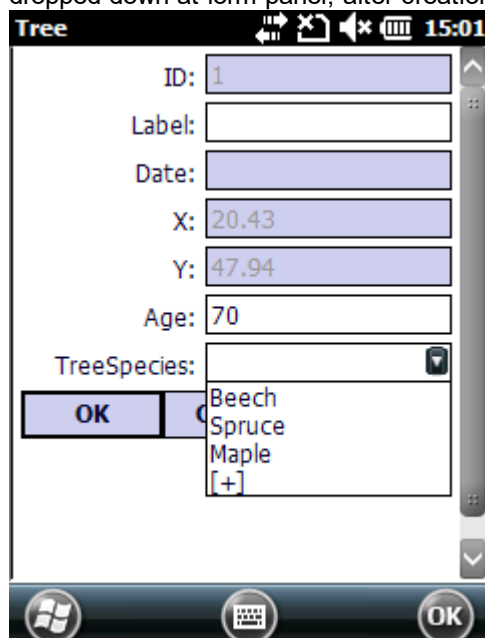 dropped down at form panel, after creation
Tree 15:01
ID: 1
Label:
Date:
X: 20.43
Y: 47.94
Age: 70
TreeSpecies:
Beech
OK C
Spruce
Maple
[+]
OK